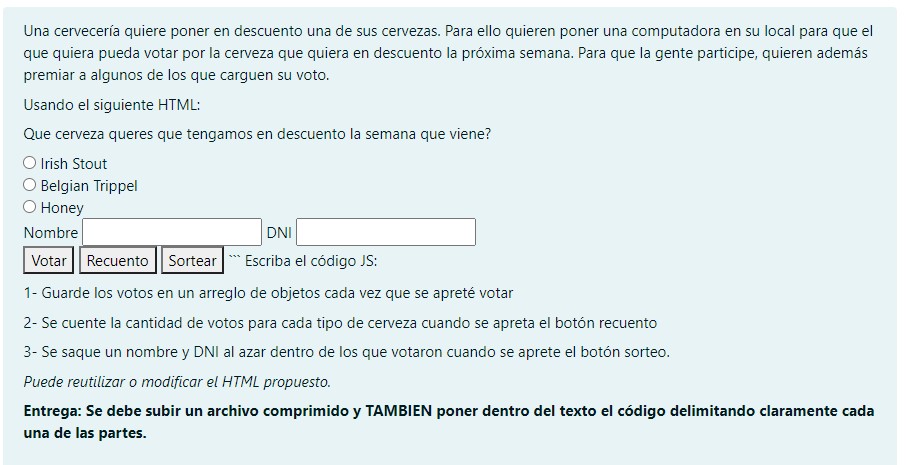 Una cervecería quiere poner en descuento una de sus cervezas. Para ello quieren poner una computadora en su local para que el
que quiera pueda votar por la cerveza que quiera en descuento la próxima semana. Para que la gente participe, quieren además
premiar a algunos de los que carguen su voto.
Usando el siguiente HTML:
Que cerveza queres que tengamos en descuento la semana que viene?
Irish Stout
Belgian Trippel
Honey
Nombre DNI
Votar Recuento Sortear ``` Escriba el código JS:
1- Guarde los votos en un arreglo de objetos cada vez que se apreté votar
2- Se cuente la cantidad de votos para cada tipo de cerveza cuando se apreta el botón recuento
3- Se saque un nombre y DNI al azar dentro de los que votaron cuando se aprete el botón sorteo.
Puede reutilizar o modificar el HTML propuesto.
Entrega: Se debe subir un archivo comprimido y TAMBIEN poner dentro del texto el código delimitando claramente cada
una de las partes.